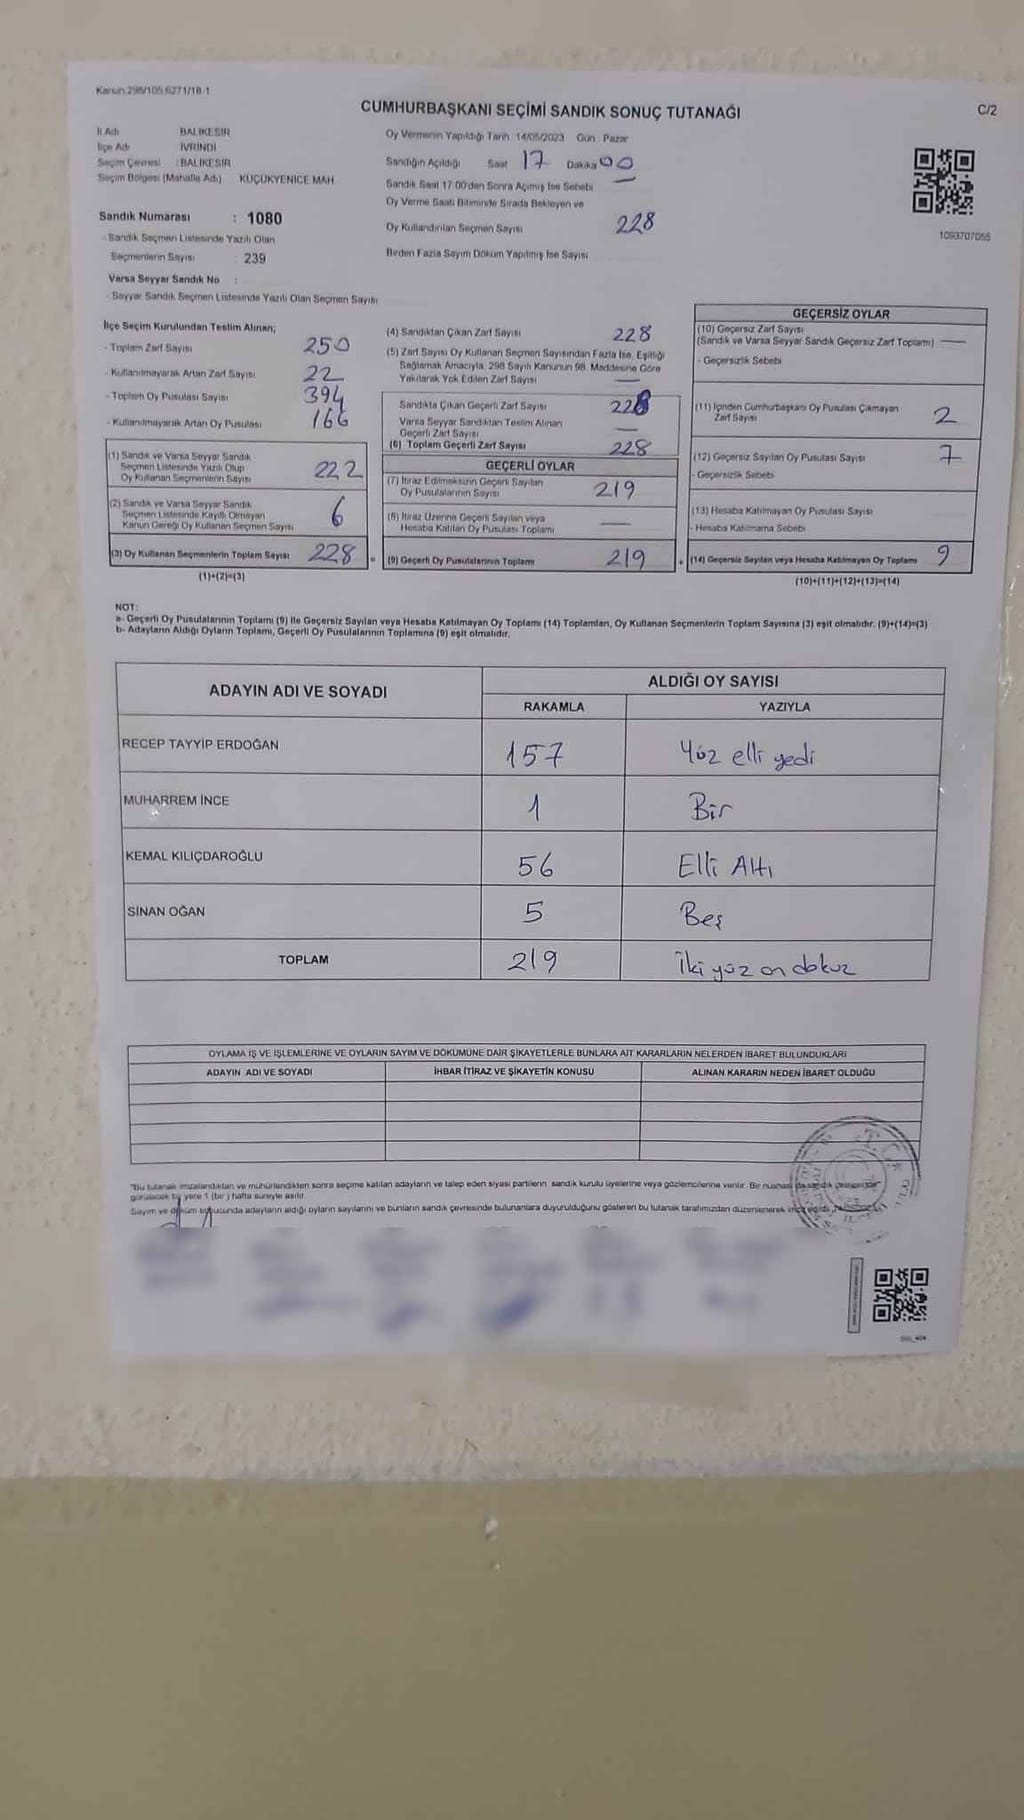 Kanun 298/105 6271/18-1
CUMHURBAŞKANI SEÇİMİ SANDIK SONUÇ TUTANAĞI
C/2
İl Adı BALIKESİR
İlçe Adı İVRİNDİ
Seçim Çevresi : BALIKESİR
Seçim Bölgesi (Mahalle Adı) KÜÇÜKYENİCE MAH
Sandık Numarası : 1080
- Sandık Seçmen Listesinde Yazılı Olan
Seçmenlerin Sayısı : 239
Varsa Seyyar Sandık No :
- Seyyar Sandık Seçmen Listesinde Yazılı Olan Seçmen Sayısı
Oy Vermenin Yapıldığı Tarih 14/05/2023 Gün Pazar
Sandığın Açıldığı Saat 17 Dakika 00
Sandık Saat 17:00'den Sonra Açılmış İse Sebebi —
Oy Verme Saati Bitiminde Sırada Bekleyen ve
Oy Kullandırılan Seçmen Sayısı 228
Birden Fazla Sayım Döküm Yapılmış İse Sayısı
1093707055
İlçe Seçim Kurulundan Teslim Alınan;
- Toplam Zarf Sayısı 250
- Kullanılmayarak Artan Zarf Sayısı 22
- Toplam Oy Pusulası Sayısı 394
- Kullanılmayarak Artan Oy Pusulası 166
(1) Sandık ve Varsa Seyyar Sandık
Seçmen Listesinde Yazılı Olup
Oy Kullanan Seçmenlerin Sayısı 222
(2) Sandık ve Varsa Seyyar Sandık
Seçmen Listesinde Kayıtlı Olmayan
Kanun Gereği Oy Kullanan Seçmen Sayısı 6
(3) Oy Kullanan Seçmenlerin Toplam Sayısı 228
(1)+(2)=(3)
(4) Sandıktan Çıkan Zarf Sayısı 228
(5) Zarf Sayısı Oy Kullanan Seçmen Sayısından Fazla İse, Eşitliği
Sağlamak Amacıyla, 298 Sayılı Kanunun 98. Maddesine Göre
Yakılarak Yok Edilen Zarf Sayısı —
Sandıkta Çıkan Geçerli Zarf Sayısı 228
Varsa Seyyar Sandıktan Teslim Alınan
Geçerli Zarf Sayısı —
(6) Toplam Geçerli Zarf Sayısı 228
GEÇERLİ OYLAR
(7) İtiraz Edilmeksizin Geçerli Sayılan
Oy Pusulalarının Sayısı 219
(8) İtiraz Üzerine Geçerli Sayılan veya
Hesaba Katılan Oy Pusulası Toplamı —
= (9) Geçerli Oy Pusulalarının Toplamı 219
GEÇERSİZ OYLAR
(10) Geçersiz Zarf Sayısı
(Sandık ve Varsa Seyyar Sandık Geçersiz Zarf Toplamı) —
- Geçersizlik Sebebi
(11) İçinden Cumhurbaşkanı Oy Pusulası Çıkmayan
Zarf Sayısı 2
(12) Geçersiz Sayılan Oy Pusulası Sayısı 7
- Geçersizlik Sebebi
(13) Hesaba Katılmayan Oy Pusulası Sayısı
- Hesaba Katılmama Sebebi
+ (14) Geçersiz Sayılan veya Hesaba Katılmayan Oy Toplamı 9
(10)+(11)+(12)+(13)=(14)
NOT:
a- Geçerli Oy Pusulalarının Toplamı (9) ile Geçersiz Sayılan veya Hesaba Katılmayan Oy Toplamı (14) Toplamları, Oy Kullanan Seçmenlerin Toplam Sayısına (3) eşit olmalıdır. (9)+(14)=(3)
b- Adayların Aldığı Oyların Toplamı, Geçerli Oy Pusulalarının Toplamına (9) eşit olmalıdır.
ADAYIN ADI VE SOYADI
ALDIĞI OY SAYISI
RAKAMLA YAZIYLA
RECEP TAYYİP ERDOĞAN 157 Yüz elli yedi
MUHARREM İNCE 1 Bir
KEMAL KILIÇDAROĞLU 56 Elli Altı
SİNAN OĞAN 5 Beş
TOPLAM 219 İki yüz on dokuz
OYLAMA İŞ VE İŞLEMLERİNE VE OYLARIN SAYIM VE DÖKÜMÜNE DAİR ŞİKAYETLERLE BUNLARA AİT KARARLARIN NELERDEN İBARET BULUNDUKLARI
ADAYIN ADI VE SOYADI İHBAR İTİRAZ VE ŞİKAYETİN KONUSU ALINAN KARARIN NEDEN İBARET OLDUĞU
"Bu tutanak imzalandıktan ve mühürlendikten sonra seçime katılan adayların ve talep eden siyasi partilerin sandık kurulu üyelerine veya gözlemcilerine verilir. Bir nüshası da sandık çevresinde
görülecek bir yere 1 (bir) hafta süreyle asılır.
Sayım ve döküm sonucunda adayların aldığı oyların sayılarını ve bunların sandık çevresinde bulunanlara duyurulduğunu gösteren bu tutanak tarafımızdan düzenlenerek
T.C.